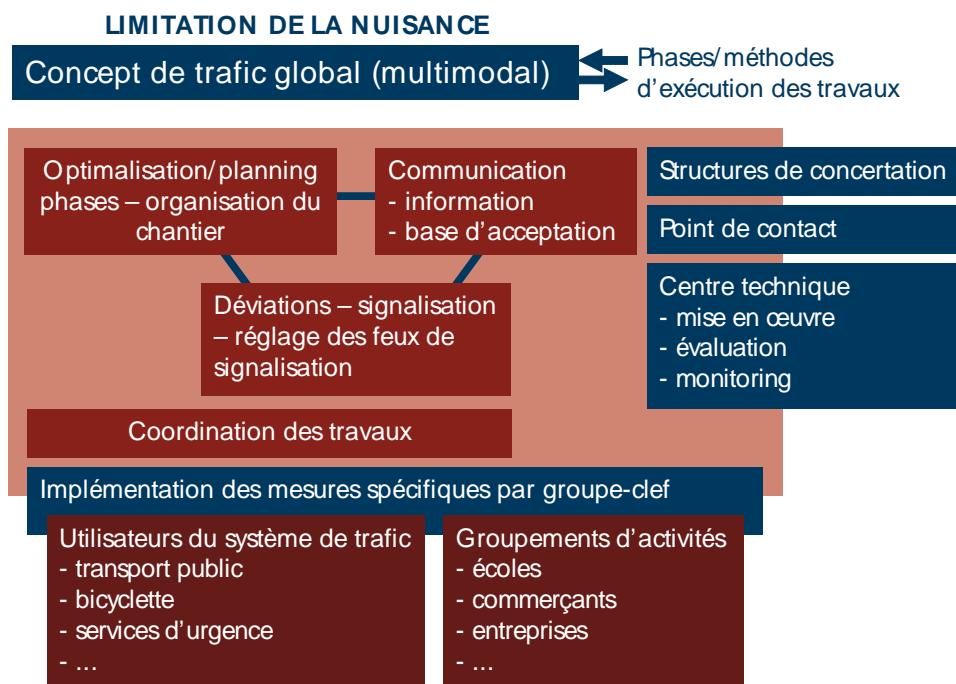 LIMITATION DE LA NUISANCE
Concept de trafic global (multimodal)
Phases/méthodes
d’exécution des travaux
Optimalisation/planning
phases – organisation du
chantier
Communication
- information
- base d’acceptation
Structures de concertation
Point de contact
Déviations – signalisation
– réglage des feux de
signalisation
Centre technique
- mise en œuvre
- évaluation
- monitoring
Coordination des travaux
Implémentation des mesures spécifiques par groupe-clef
Utilisateurs du système de trafic
- transport public
- bicyclette
- services d’urgence
- ...
Groupements d’activités
- écoles
- commerçants
- entreprises
- ...